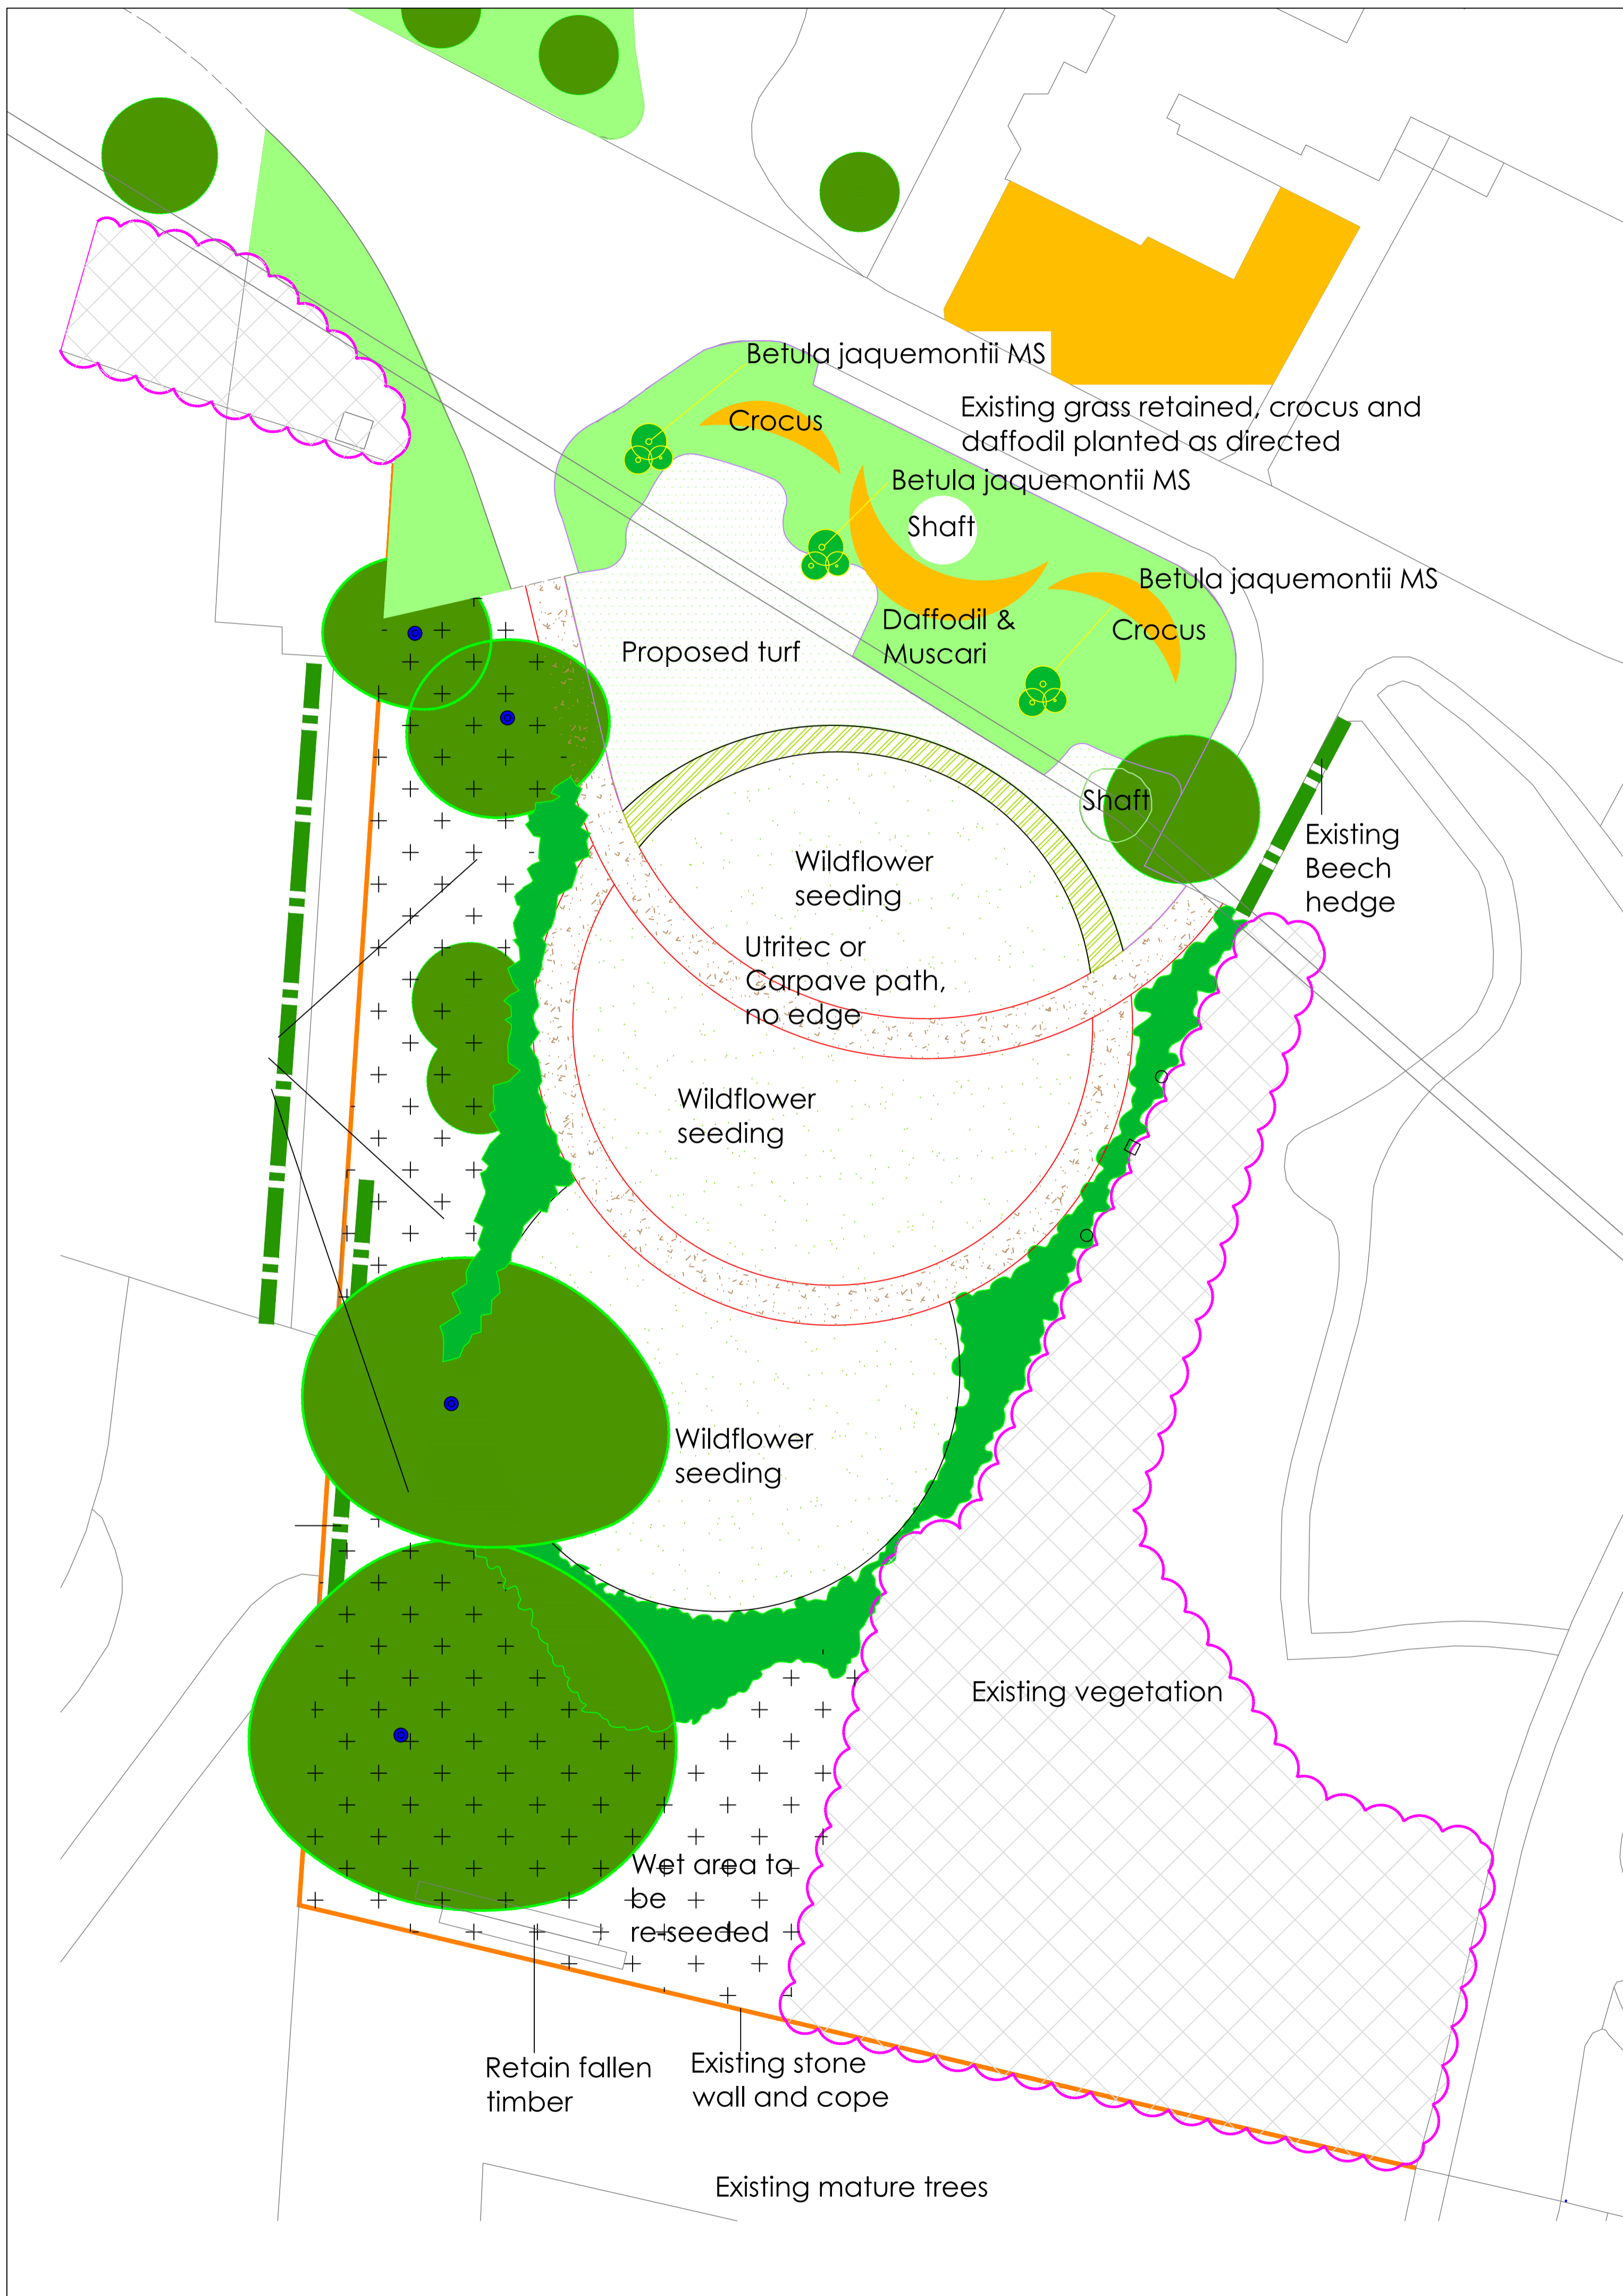 Betula jaquemontii MS
Crocus
Existing grass retained, crocus and
daffodil planted as directed
Betula jaquemontii MS
Shaft
Betula jaquemontii MS
Daffodil &
Muscari
Crocus
Proposed turf
Shaft
Existing
Beech
hedge
Wildflower
seeding
Utritec or
Carpave path,
no edge
Wildflower
seeding
Wildflower
seeding
Existing vegetation
Wet area to
be
re-seeded
Retain fallen
timber
Existing stone
wall and cope
Existing mature trees